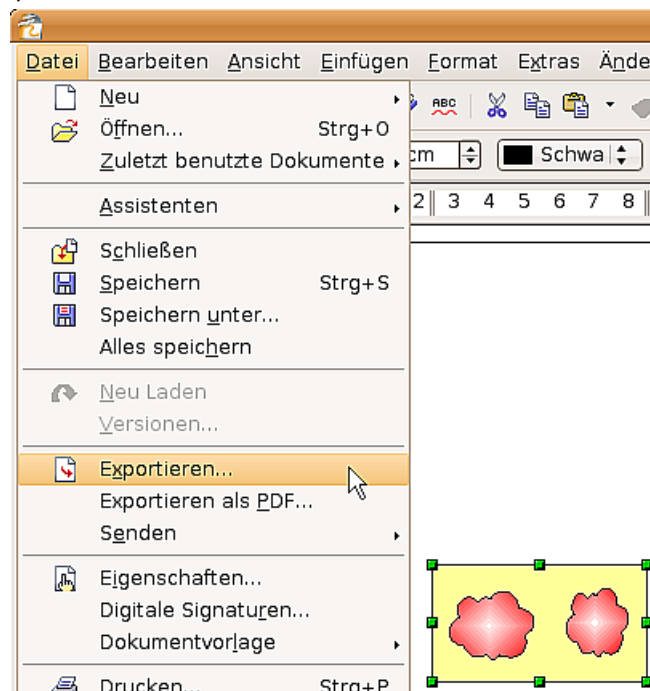 Datei Bearbeiten Ansicht Einfügen Format Extras Ände
Neu
ABC
Öffnen... Strg+O
Zuletzt benutzte Dokumente
cm Schwa
Assistenten
2 3 4 5 6 7 8
Schließen
Speichern Strg+S
Speichern unter...
Alles speichern
Neu Laden
Versionen...
Exportieren...
Exportieren als PDF...
Senden
Eigenschaften...
Digitale Signaturen...
Dokumentvorlage
Drucken... Strg+P